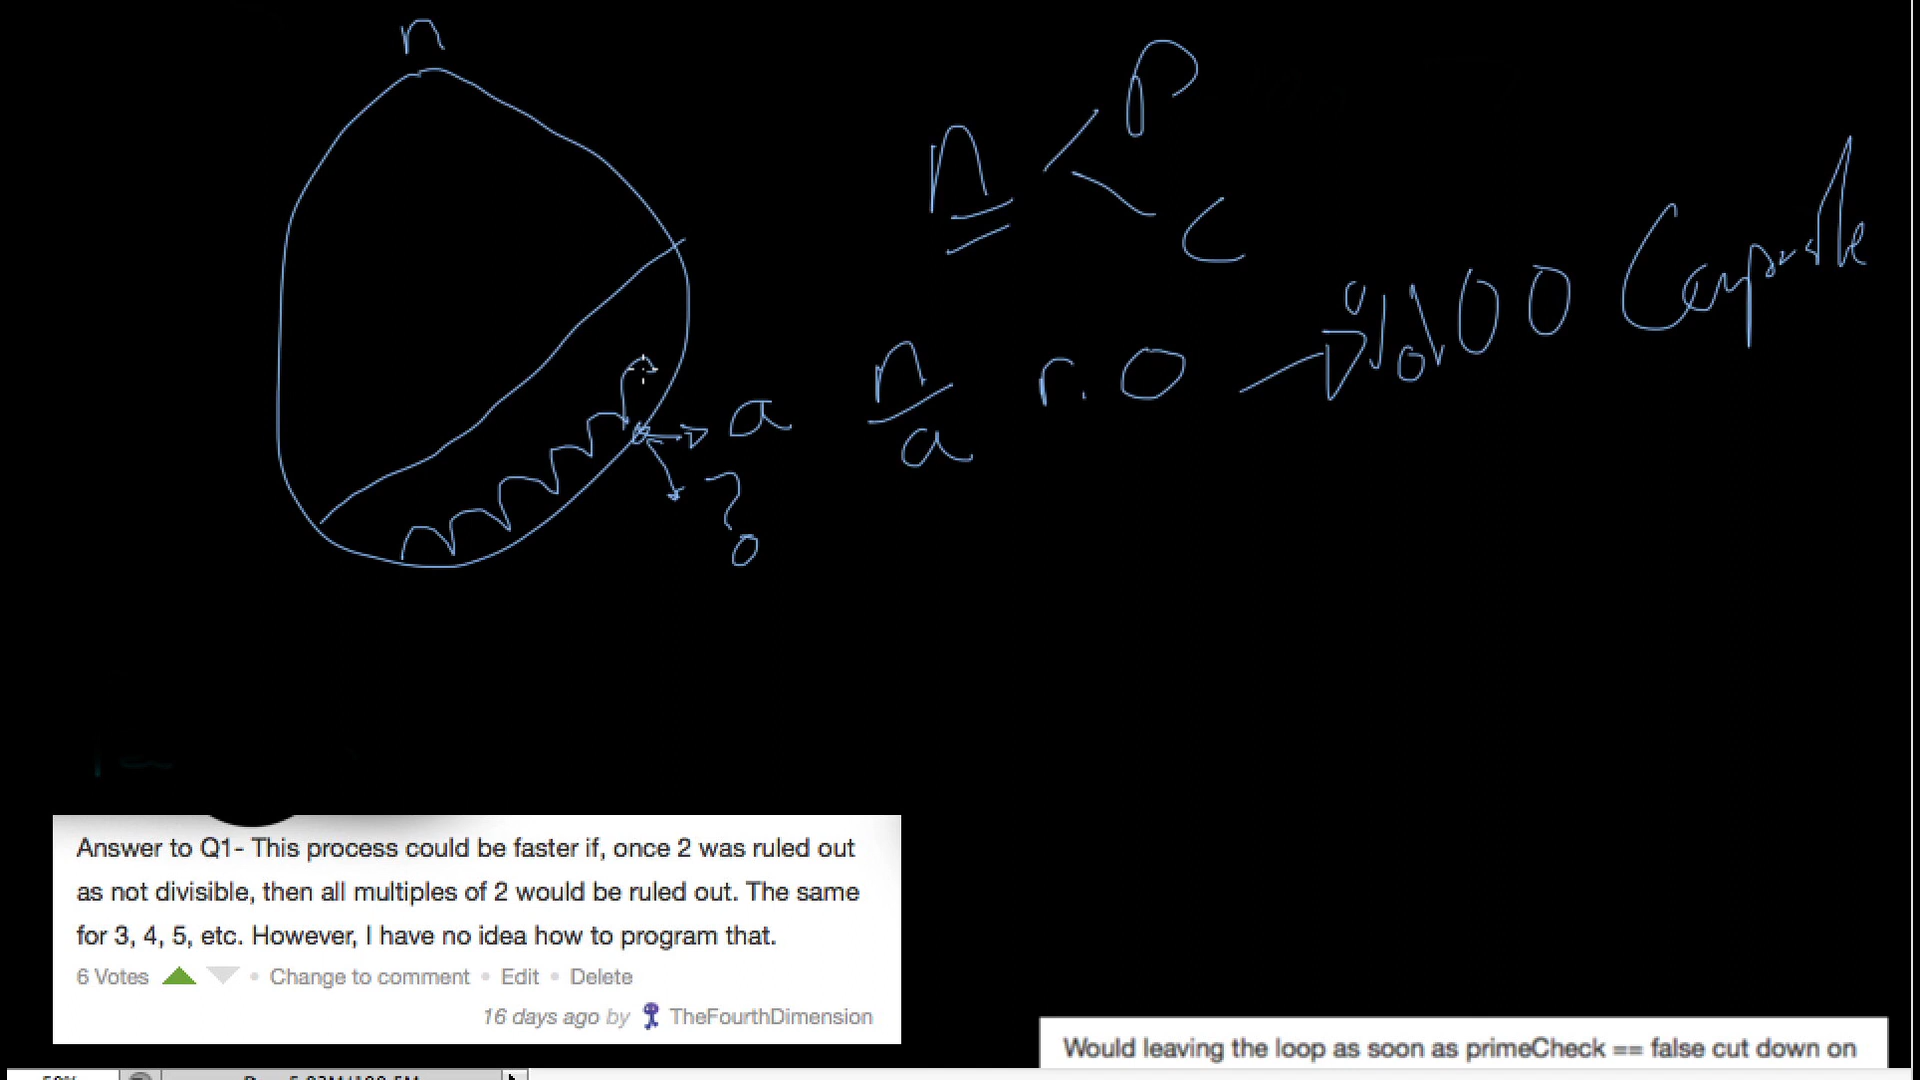 n
n
P
C
a
n
a
r. 0
%100 Composite
?
Answer to Q1- This process could be faster if, once 2 was ruled out
as not divisible, then all multiples of 2 would be ruled out. The same
for 3, 4, 5, etc. However, I have no idea how to program that.
6 Votes • Change to comment • Edit • Delete
16 days ago by TheFourthDimension
Would leaving the loop as soon as primeCheck == false cut down on